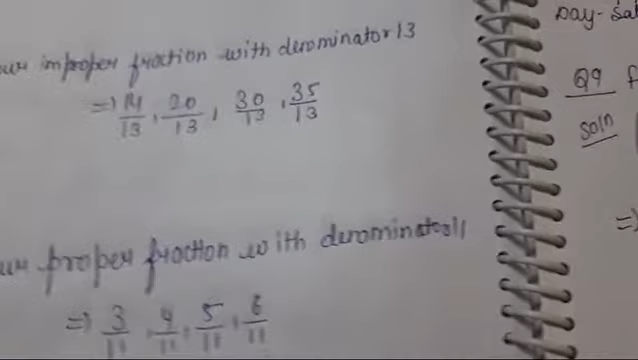 improper fraction with denominator 13
=> 14/13, 20/13, 30/13, 35/13
proper fraction with denominator 11
=> 3/11, 4/11, 5/11, 6/11
Day-
Q9
Soln
=>